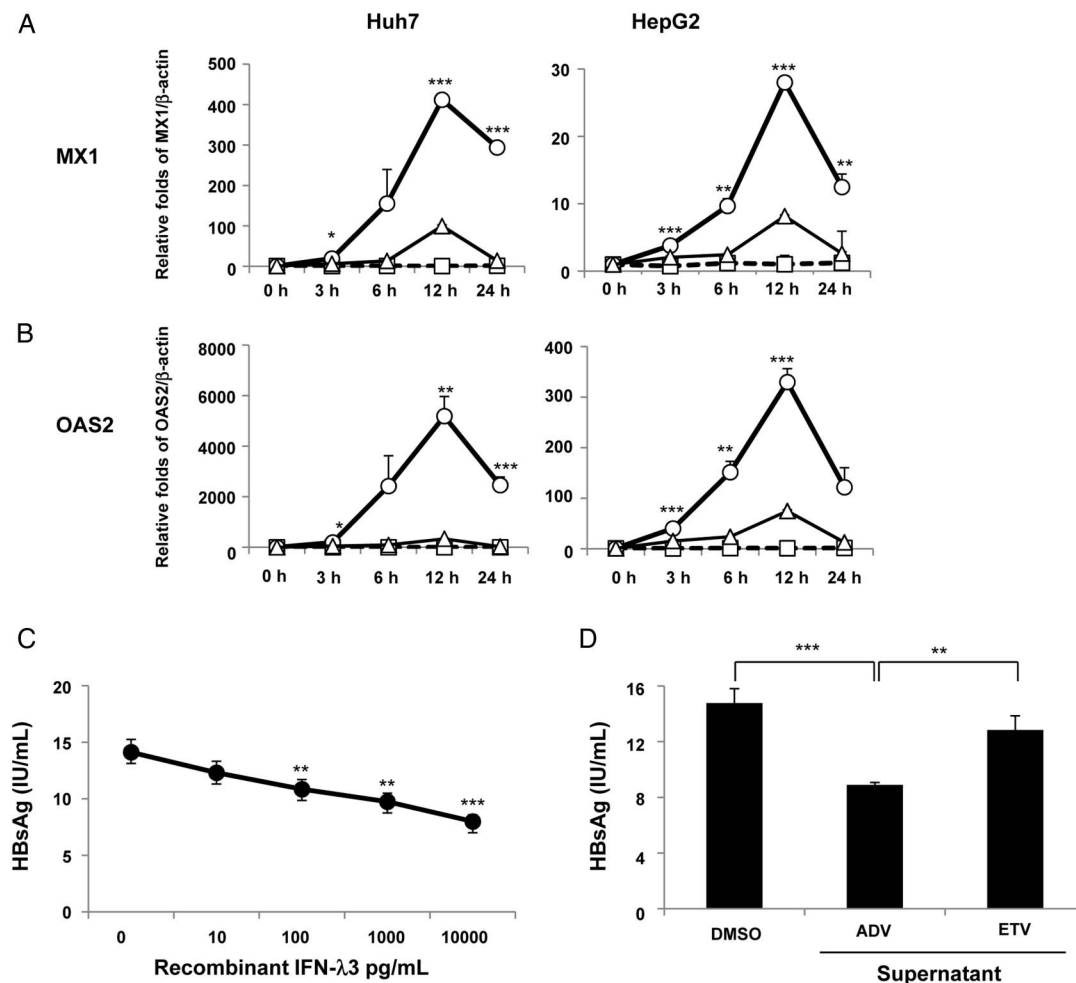 A
Huh7
HepG2
MX1
Relative folds of MX1/β-actin
500
400
300
200
100
0
*
***
***
0 h 3 h 6 h 12 h 24 h
30
20
10
0
***
**
***
**
0 h 3 h 6 h 12 h 24 h
B
OAS2
Relative folds of OAS2/β-actin
8000
6000
4000
2000
0
*
**
***
0 h 3 h 6 h 12 h 24 h
400
300
200
100
0
***
**
***
0 h 3 h 6 h 12 h 24 h
C
HBsAg (IU/mL)
20
15
10
5
0
**
**
***
0 10 100 1000 10000
Recombinant IFN-λ3 pg/mL
D
HBsAg (IU/mL)
16
12
8
4
0
***
**
DMSO ADV ETV
Supernatant